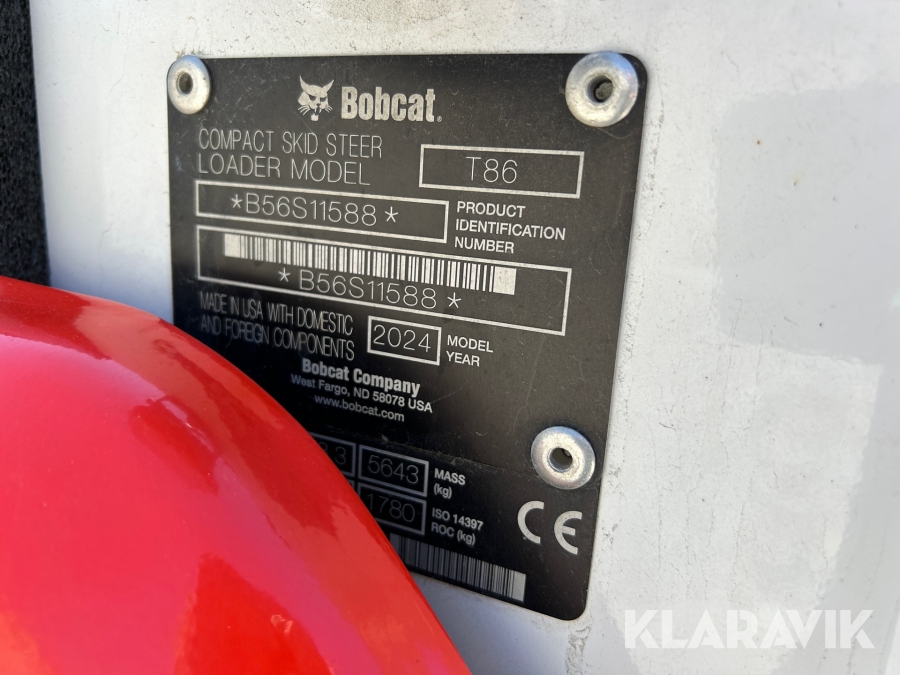 Bobcat.
COMPACT SKID STEER
LOADER MODEL
T86
*B56S11588*
PRODUCT
IDENTIFICATION
NUMBER
*B56S11588*
MADE IN USA WITH DOMESTIC
AND FOREIGN COMPONENTS
2024
MODEL
YEAR
Bobcat Company
West Fargo, ND 58078 USA
www.bobcat.com
5643
MASS
(kg)
1780
ISO 14397
ROC (kg)
CE
KLARAVIK